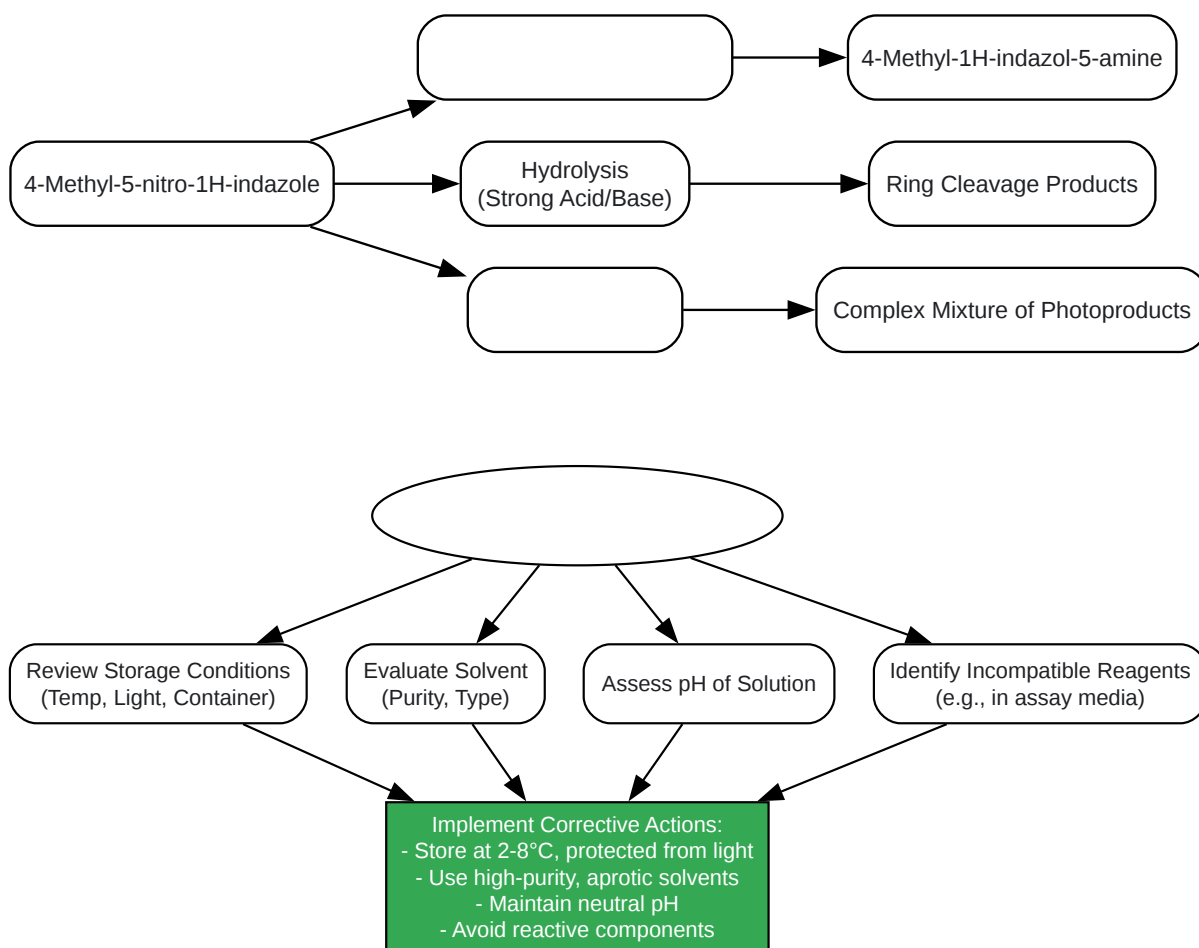 4-Methyl-1H-indazol-5-amine
4-Methyl-5-nitro-1H-indazole
Hydrolysis
(Strong Acid/Base)
Ring Cleavage Products
Complex Mixture of Photoproducts
Review Storage Conditions
(Temp, Light, Container)
Evaluate Solvent
(Purity, Type)
Assess pH of Solution
Identify Incompatible Reagents
(e.g., in assay media)
Implement Corrective Actions:
- Store at 2-8°C, protected from light
- Use high-purity, aprotic solvents
- Maintain neutral pH
- Avoid reactive components